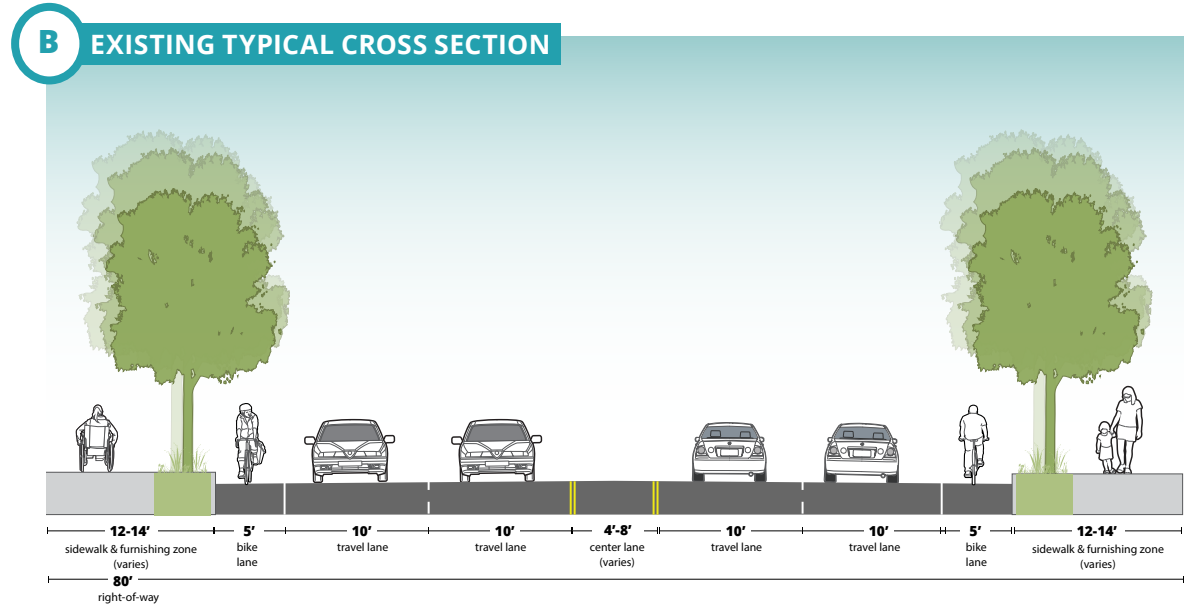 B EXISTING TYPICAL CROSS SECTION
12-14’
sidewalk & furnishing zone
(varies)
5’
bike
lane
10’
travel lane
10’
travel lane
4’-8’
center lane
(varies)
10’
travel lane
10’
travel lane
5’
bike
lane
12-14’
sidewalk & furnishing zone
(varies)
80’
right-of-way